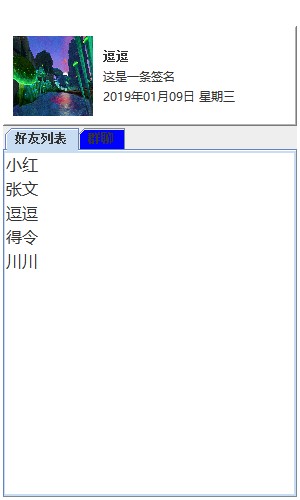 逗逗
这是一条签名
2019年01月09日 星期三
好友列表 群聊
小红
张文
逗逗
得令
川川